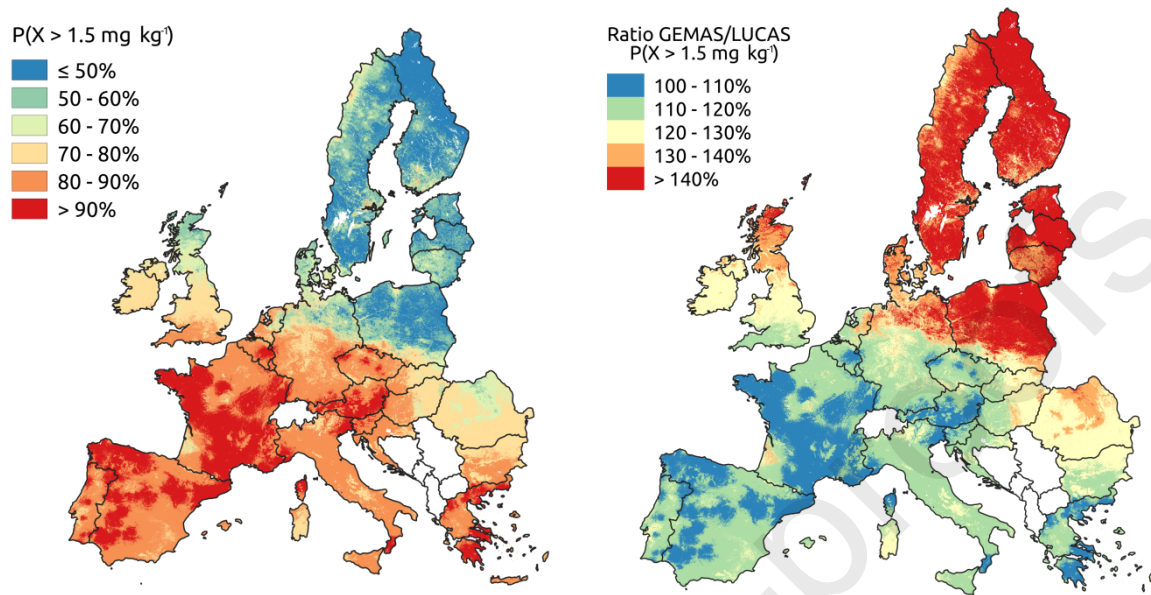 P(X > 1.5 mg kg⁻¹)
≤ 50%
50 - 60%
60 - 70%
70 - 80%
80 - 90%
> 90%
Ratio GEMAS/LUCAS
P(X > 1.5 mg kg⁻¹)
100 - 110%
110 - 120%
120 - 130%
130 - 140%
> 140%